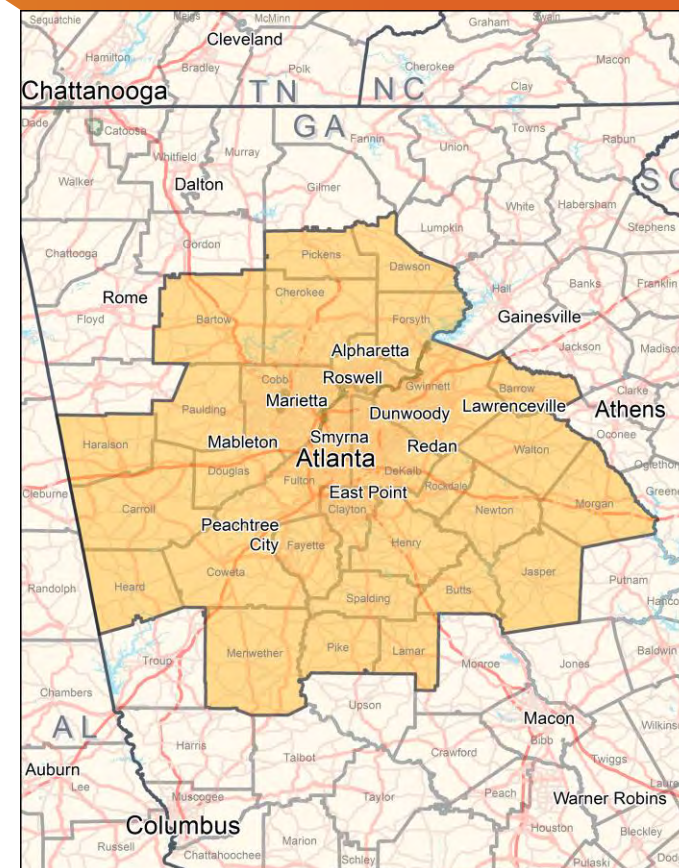 Sequatchie
Meigs
McMinn
Graham
Swain
Cleveland
Hamilton
Bradley
Polk
Cherokee
Macon
Chattanooga
TN
NC
Clay
GA
Dade
Catoosa
Fannin
Towns
Rabun
Whitfield
Murray
Union
Walker
Dalton
Gilmer
White
Habersham
Lumpkin
Stephens
Gordon
Pickens
Chattooga
Dawson
Hall
Banks
Franklin
Rome
Cherokee
Floyd
Bartow
Forsyth
Gainesville
Jackson
Madison
Alpharetta
Cobb
Roswell
Gwinnett
Barrow
Clarke
Paulding
Marietta
Dunwoody
Lawrenceville
Athens
Haralson
Mableton
Smyrna
Redan
Walton
Oconee
Atlanta
Oglethorp
Douglas
Fulton
DeKalb
Cleburne
East Point
Rockdale
Greene
Carroll
Clayton
Newton
Morgan
Peachtree
City
Fayette
Henry
Coweta
Jasper
Randolph
Heard
Butts
Putnam
Spalding
Hancoc
Meriwether
Pike
Lamar
Troup
Monroe
Jones
Baldwin
Chambers
Upson
AL
Macon
Wilkins
Harris
Bibb
Crawford
Talbot
Twiggs
Auburn
Lee
Peach
Muscogee
Taylor
Warner Robins
Columbus
Houston
Marion
Bleckley
Russell
Chattahoochee
Schley
Pulaski